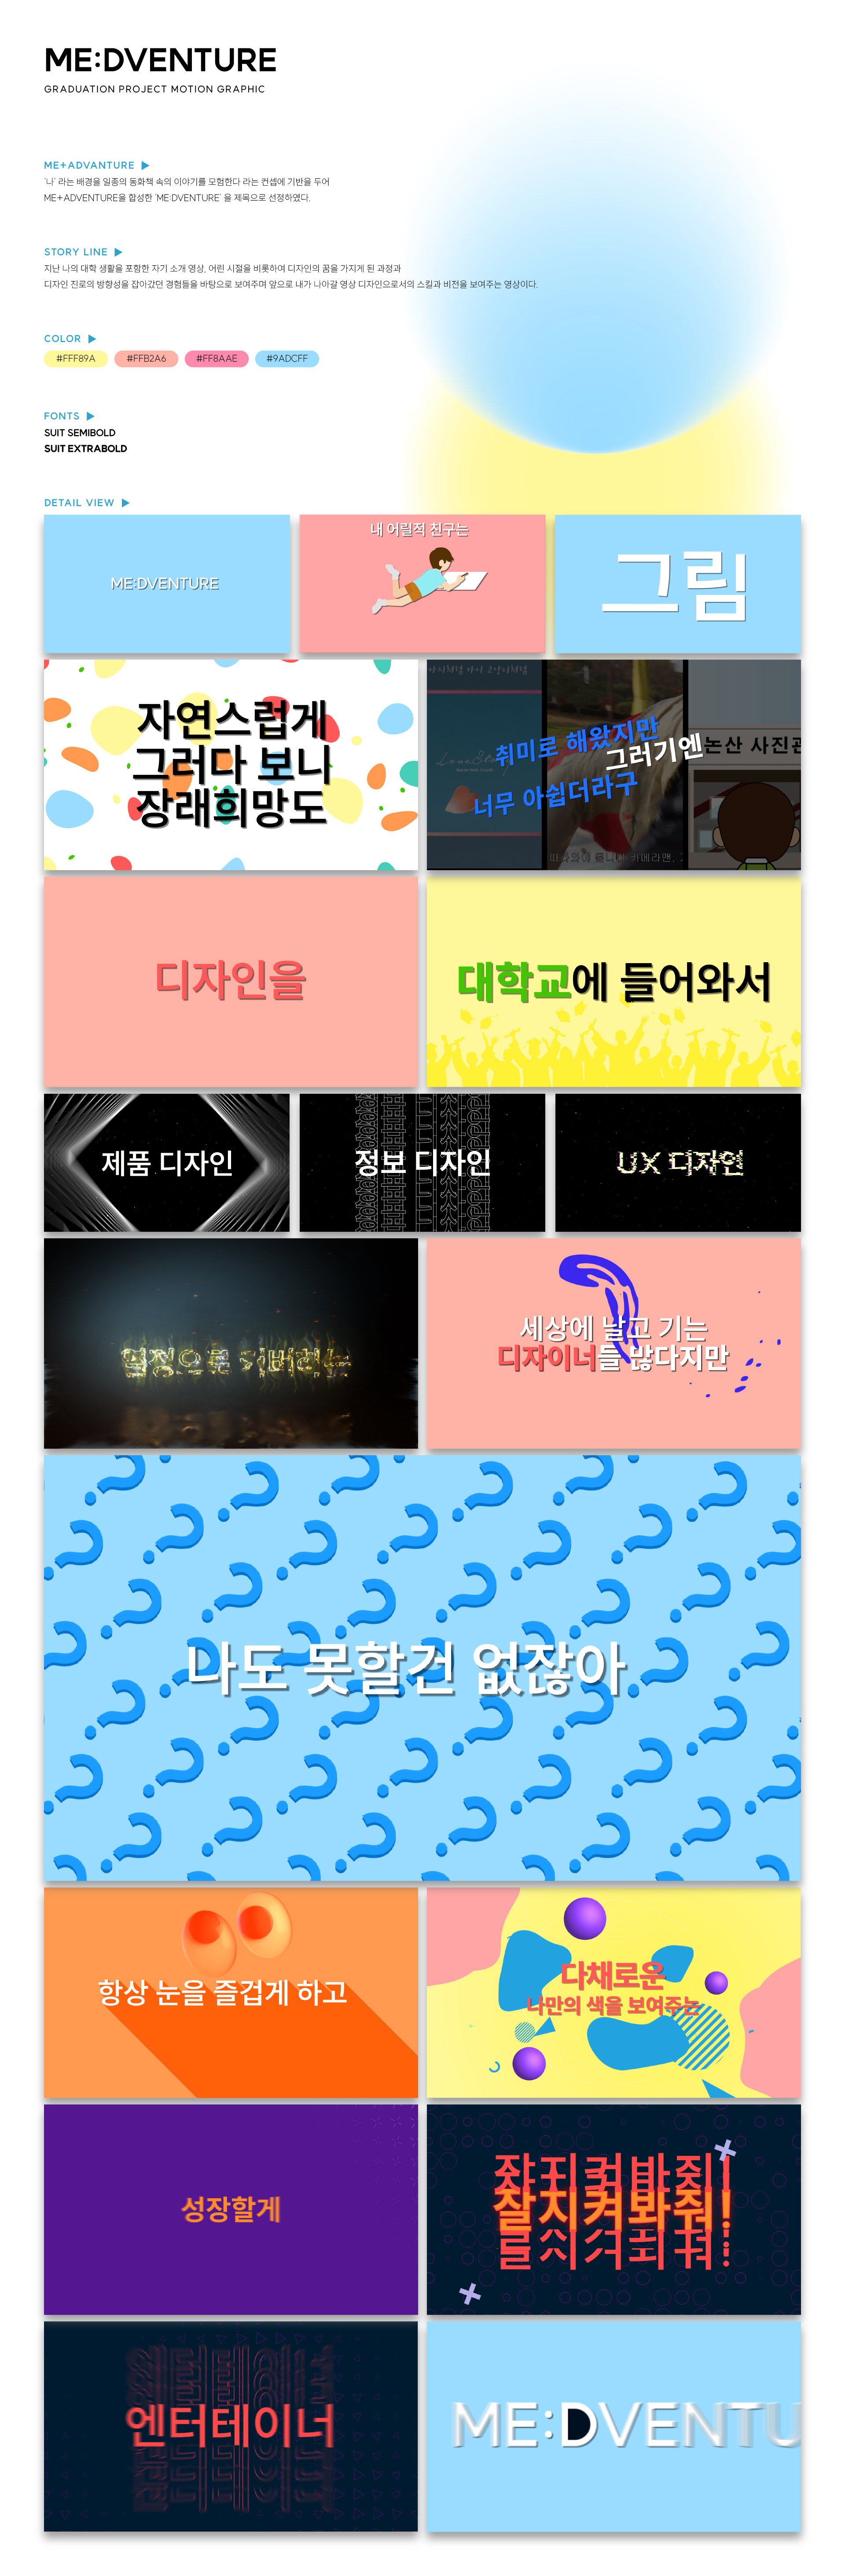 ME:DVENTURE
GRADUATION PROJECT MOTION GRAPHIC
ME+ADVANTURE
'나' 라는 배경을 일종의 동화책 속의 이야기를 모험한다 라는 컨셉에 기반을 두어
ME+ADVENTURE을 합성한 'ME:DVENTURE' 을 제목으로 선정하였다.
STORY LINE
지난 나의 대학 생활을 포함한 자기 소개 영상, 어린 시절을 비롯하여 디자인의 꿈을 가지게 된 과정과
디자인 진로의 방향성을 잡아갔던 경험들을 바탕으로 보여주며 앞으로 내가 나아갈 영상 디자인으로서의 스킬과 비전을 보여주는 영상이다.
COLOR
#FFF89A #FFB2A6 #FF8AAE #9ADCFF
FONTS
SUIT SEMIBOLD
SUIT EXTRABOLD
DETAIL VIEW
ME:DVENTURE
내 어릴적 친구는
그림
자연스럽게
그러다 보니
장래희망도
취미로 해왔지만
그러기엔
너무 아쉽더라구
논산 사진관
디자인을
대학교에 들어와서
제품 디자인
정보 디자인
UX 디자인
세상에 날고 기는
디자이너들 많다지만
나도 못할건 없잖아
항상 눈을 즐겁게 하고
다채로운
나만의 색을 보여주는
성장할게
잘지켜봐줘!
엔터테이너
ME:DVENTU